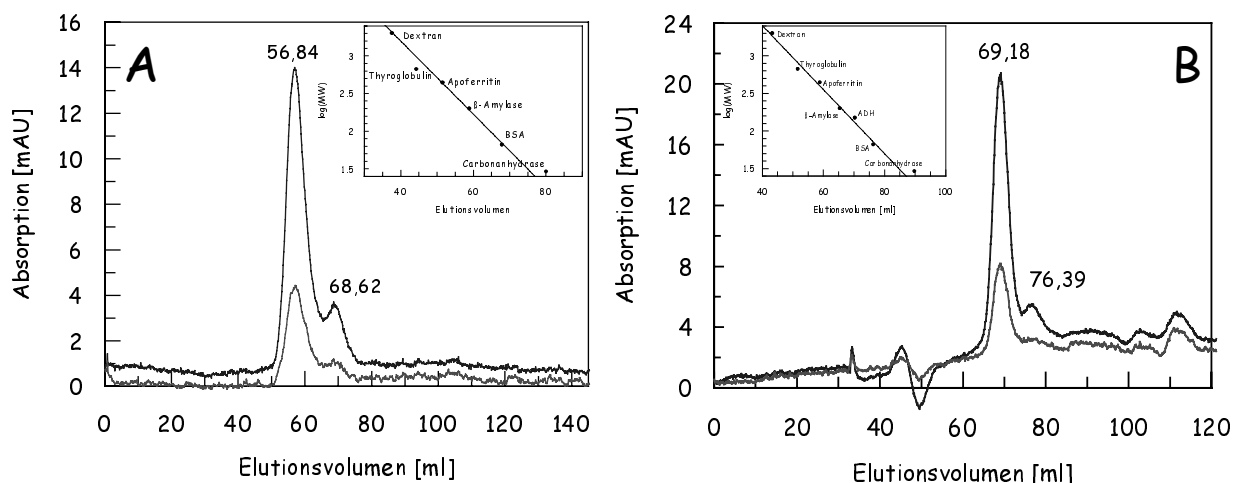 A
56,84
68,62
16
14
12
10
8
6
4
2
0
Absorption [mAU]
0 20 40 60 80 100 120 140
Elutionsvolumen [ml]
Dextran
Thyroglobulin
Apoferritin
β-Amylase
BSA
Carbonanhydrase
3
2.5
2
1.5
log(MW)
40 60 80
Elutionsvolumen
B
69,18
76,39
24
20
16
12
8
4
0
Absorption [mAU]
0 20 40 60 80 100 120
Elutionsvolumen [ml]
Dextran
Thyroglobulin
Apoferritin
β-Amylase
ADH
BSA
Carbonanhydrase
3
2.5
2
1.5
log(MW)
40 60 80 100
Elutionsvolumen [ml]